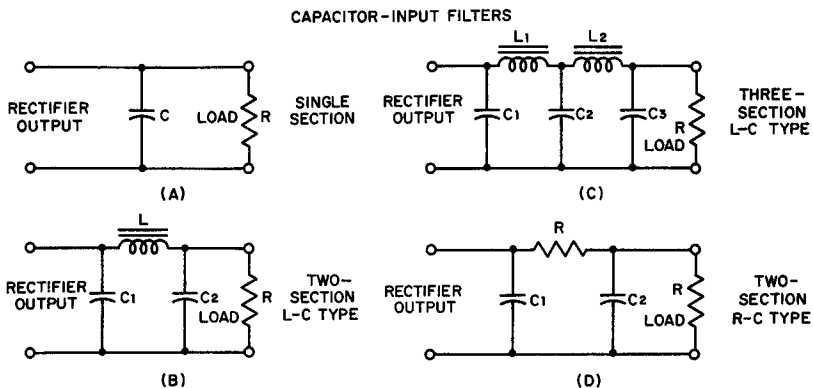 CAPACITOR-INPUT FILTERS
RECTIFIER
OUTPUT
C
LOAD
R
SINGLE
SECTION
(A)
L1
L2
RECTIFIER
OUTPUT
C1
C2
C3
R
LOAD
THREE-
SECTION
L-C TYPE
(C)
L
RECTIFIER
OUTPUT
C1
C2
R
LOAD
TWO-
SECTION
L-C TYPE
(B)
R
RECTIFIER
OUTPUT
C1
C2
R
LOAD
TWO-
SECTION
R-C TYPE
(D)